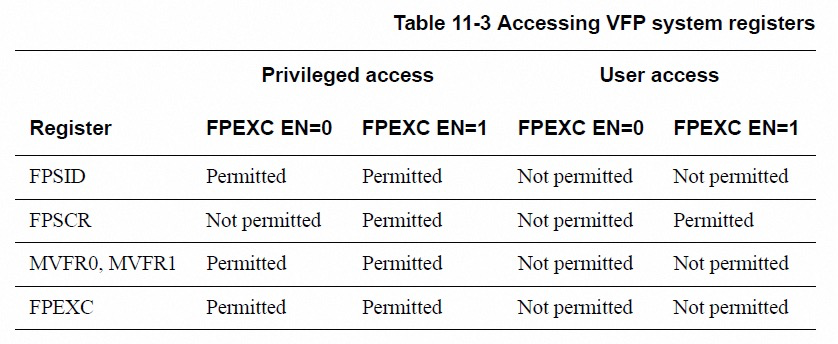 Table 11-3 Accessing VFP system registers
Privileged access User access
Register FPEXC EN=0 FPEXC EN=1 FPEXC EN=0 FPEXC EN=1
FPSID Permitted Permitted Not permitted Not permitted
FPSCR Not permitted Permitted Not permitted Permitted
MVFR0, MVFR1 Permitted Permitted Not permitted Not permitted
FPEXC Permitted Permitted Not permitted Not permitted